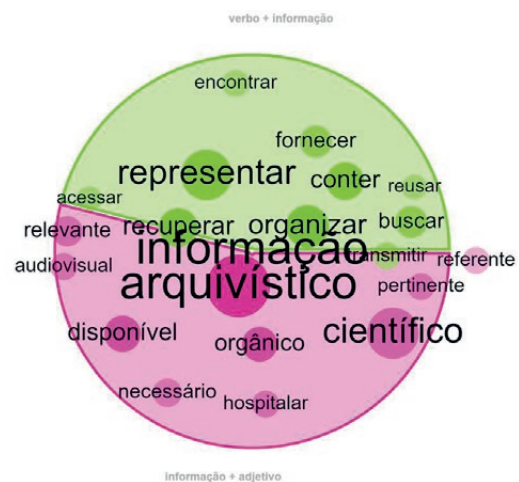 verbo + informação
encontrar
fornecer
representar
conter
reusar
acessar
recuperar
organizar
buscar
relevante
informação
transmitir
referente
audiovisual
arquivístico
pertinente
disponível
orgânico
científico
necessário
hospitalar
informação + adjetivo